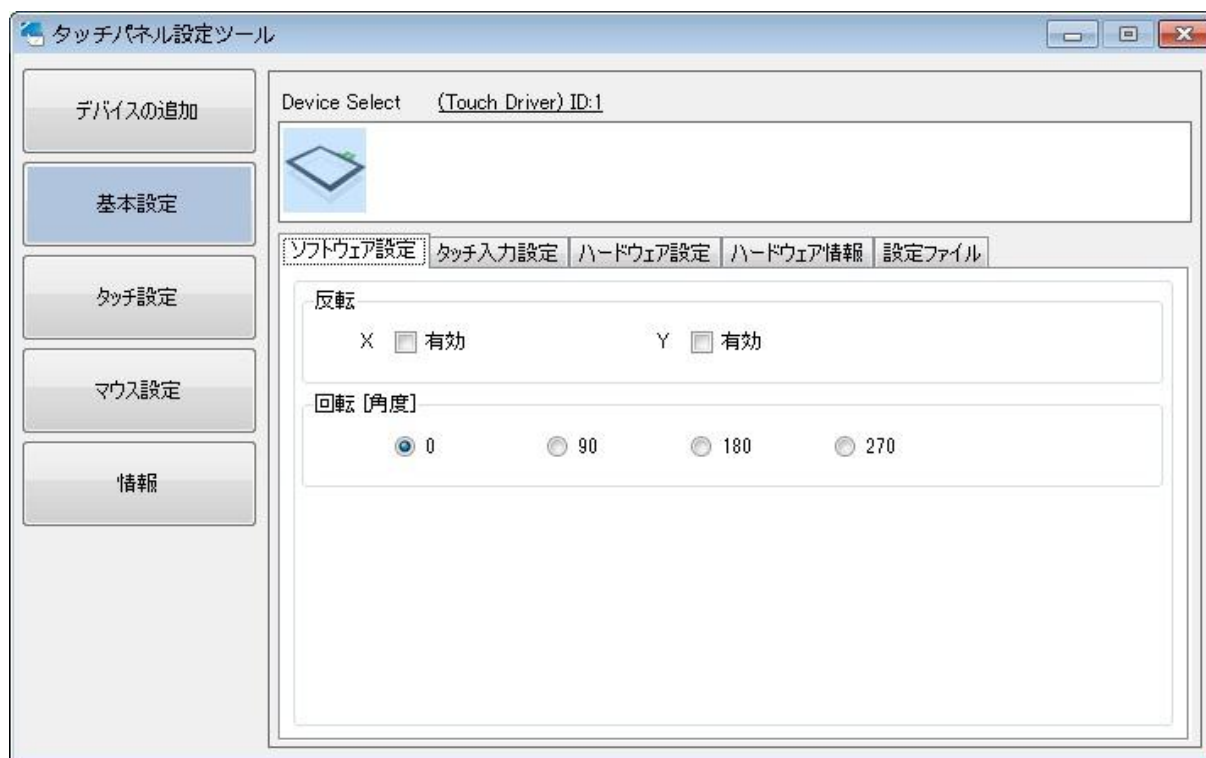 タッチパネル設定ツール
デバイスの追加
基本設定
タッチ設定
マウス設定
情報
Device Select (Touch Driver) ID:1
ソフトウェア設定 タッチ入力設定 ハードウェア設定 ハードウェア情報 設定ファイル
反転
X 有効 Y 有効
回転 [角度]
0 90 180 270